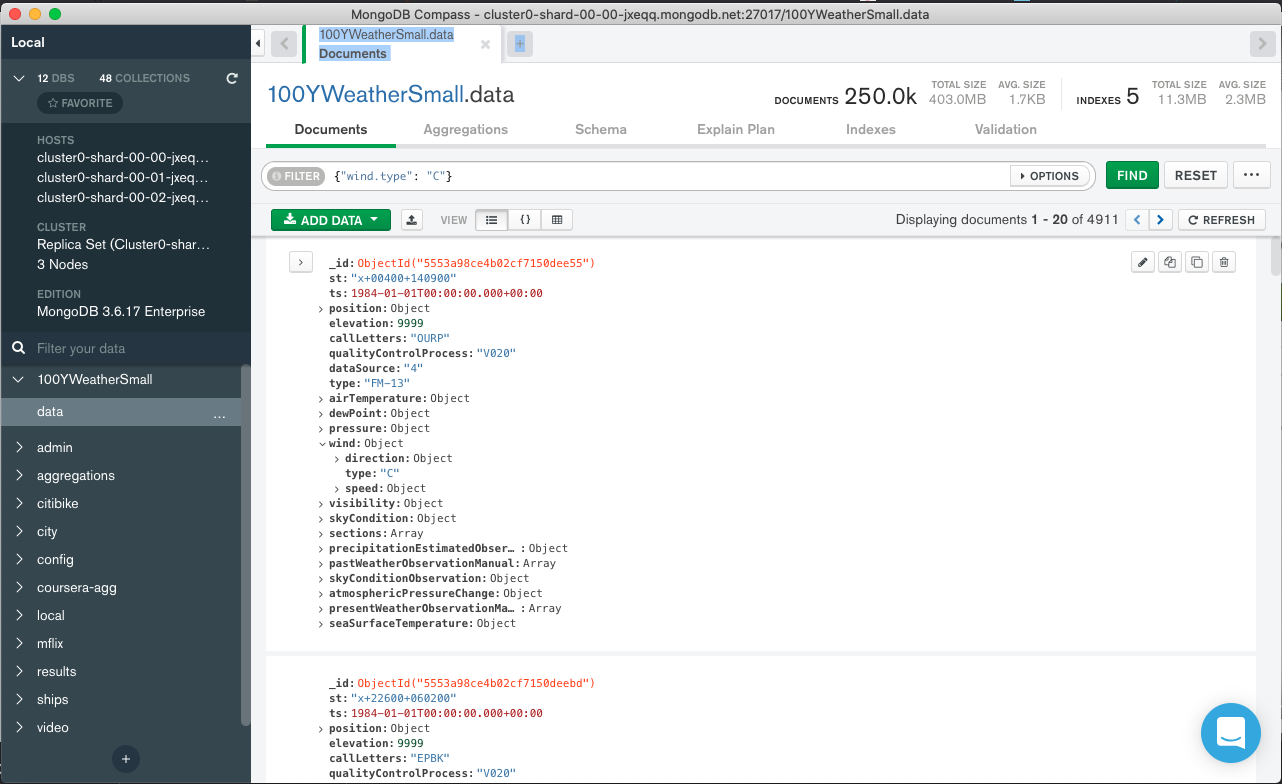 MongoDB Compass - cluster0-shard-00-00-jxeqq.mongodb.net:27017/100YWeatherSmall.data
Local
12 DBS 48 COLLECTIONS
FAVORITE
HOSTS
cluster0-shard-00-00-jxeq...
cluster0-shard-00-01-jxeq...
cluster0-shard-00-02-jxeq...
CLUSTER
Replica Set (Cluster0-shar...
3 Nodes
EDITION
MongoDB 3.6.17 Enterprise
Filter your data
100YWeatherSmall
data ...
admin
aggregations
citibike
city
config
coursera-agg
local
mflix
results
ships
video
+
100YWeatherSmall.data
Documents
+
100YWeatherSmall.data
DOCUMENTS 250.0k
TOTAL SIZE
403.0MB
AVG. SIZE
1.7KB
INDEXES 5
TOTAL SIZE
11.3MB
AVG. SIZE
2.3MB
Documents Aggregations Schema Explain Plan Indexes Validation
FILTER {"wind.type": "C"} OPTIONS FIND RESET ...
ADD DATA VIEW {} Displaying documents 1 - 20 of 4911 REFRESH
_id: ObjectId("5553a98ce4b02cf7150dee55")
st: "x+00400+140900"
ts: 1984-01-01T00:00:00.000+00:00
position: Object
elevation: 9999
callLetters: "OURP"
qualityControlProcess: "V020"
dataSource: "4"
type: "FM-13"
airTemperature: Object
dewPoint: Object
pressure: Object
wind: Object
direction: Object
type: "C"
speed: Object
visibility: Object
skyCondition: Object
sections: Array
precipitationEstimatedObser... : Object
pastWeatherObservationManual: Array
skyConditionObservation: Object
atmosphericPressureChange: Object
presentWeatherObservationMa... : Array
seaSurfaceTemperature: Object
_id: ObjectId("5553a98ce4b02cf7150deebd")
st: "x+22600+060200"
ts: 1984-01-01T00:00:00.000+00:00
position: Object
elevation: 9999
callLetters: "EPBK"
qualityControlProcess: "V020"